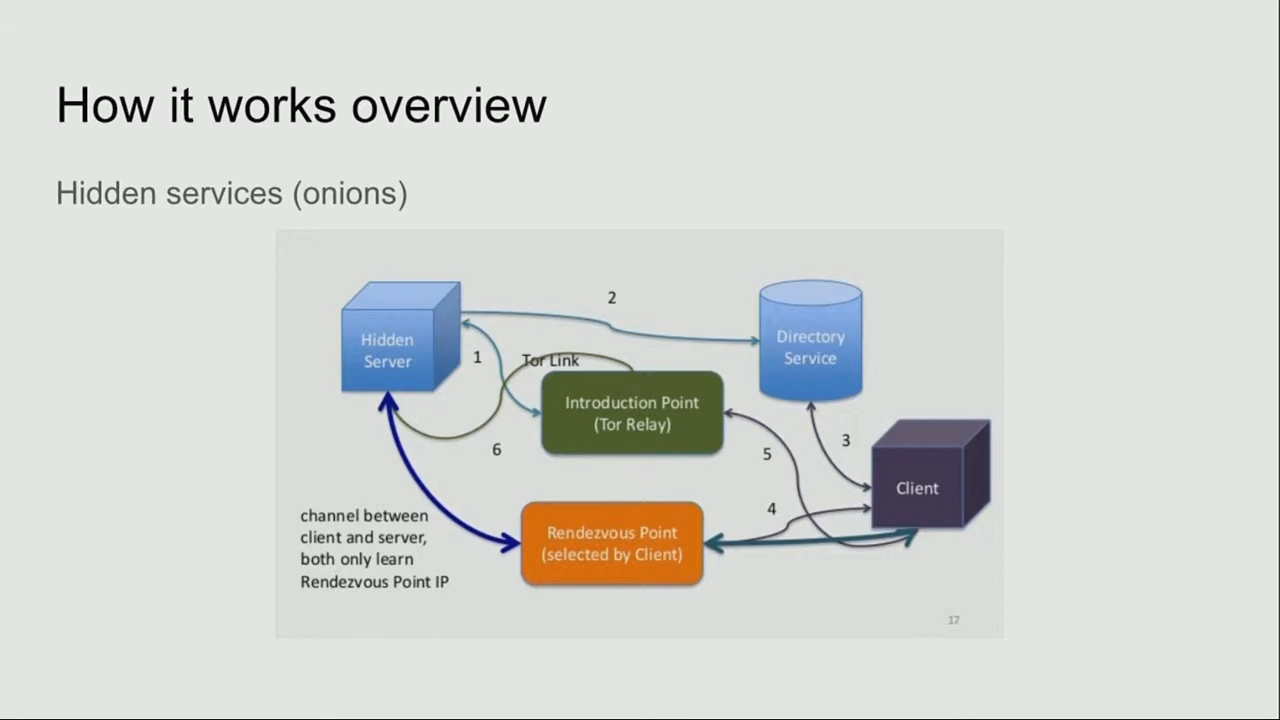 How it works overview
Hidden services (onions)
2
Hidden
Server
Directory
Service
1
Tor Link
Introduction Point
(Tor Relay)
3
6
5
Client
4
channel between
client and server,
both only learn
Rendezvous Point IP
Rendezvous Point
(selected by Client)
17